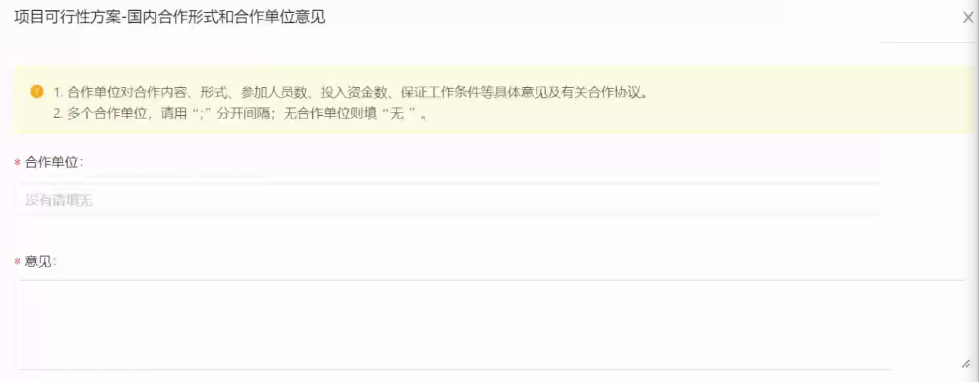 项目可行性方案-国内合作形式和合作单位意见
1. 合作单位对合作内容、形式、参加人员数、投入资金数、保证工作条件等具体意见及有关合作协议。
2. 多个合作单位，请用“;”分开间隔；无合作单位则填“无 ”。
* 合作单位:
没有请填无
* 意见: